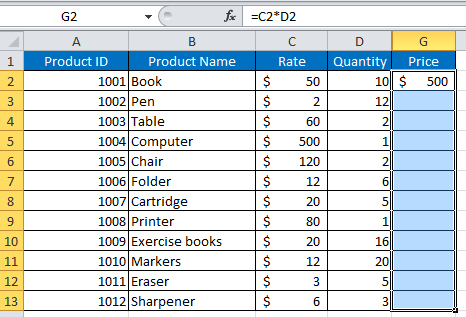 G2 fx =C2*D2
A B C D G
1 Product ID Product Name Rate Quantity Price
2 1001 Book $ 50 10 $ 500
3 1002 Pen $ 2 12
4 1003 Table $ 60 2
5 1004 Computer $ 500 1
6 1005 Chair $ 120 2
7 1006 Folder $ 12 6
8 1007 Cartridge $ 20 5
9 1008 Printer $ 80 1
10 1009 Exercise books $ 20 16
11 1010 Markers $ 12 20
12 1011 Eraser $ 3 5
13 1012 Sharpener $ 6 3